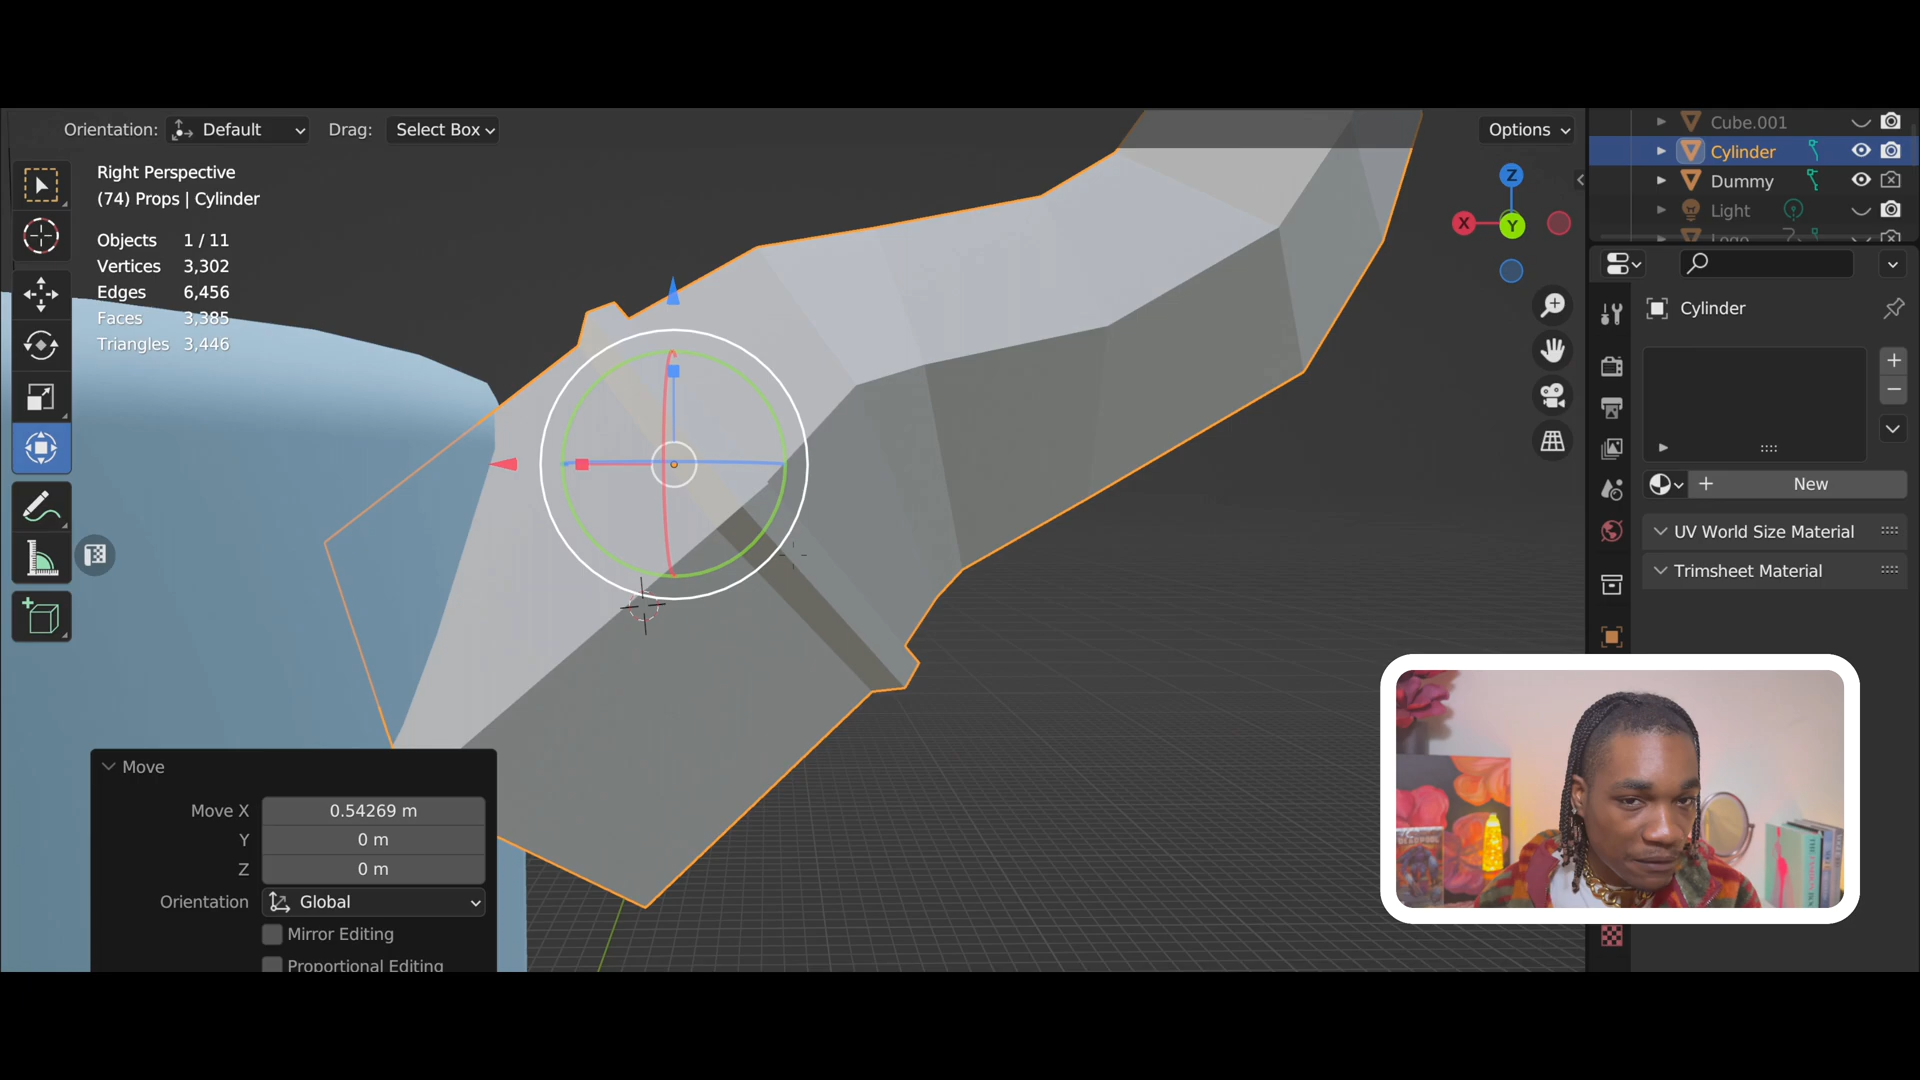 Orientation: Default Drag: Select Box Options
Right Perspective
(74) Props | Cylinder
Objects 1 / 11
Vertices 3,302
Edges 6,456
Faces 3,385
Triangles 3,446
Z
X
Y
Cube.001
Cylinder
Dummy
Light
Logo
Cylinder
New
UV World Size Material
Trimsheet Material
Move
Move X 0.54269 m
Y 0 m
Z 0 m
Orientation Global
Mirror Editing
Proportional Editing